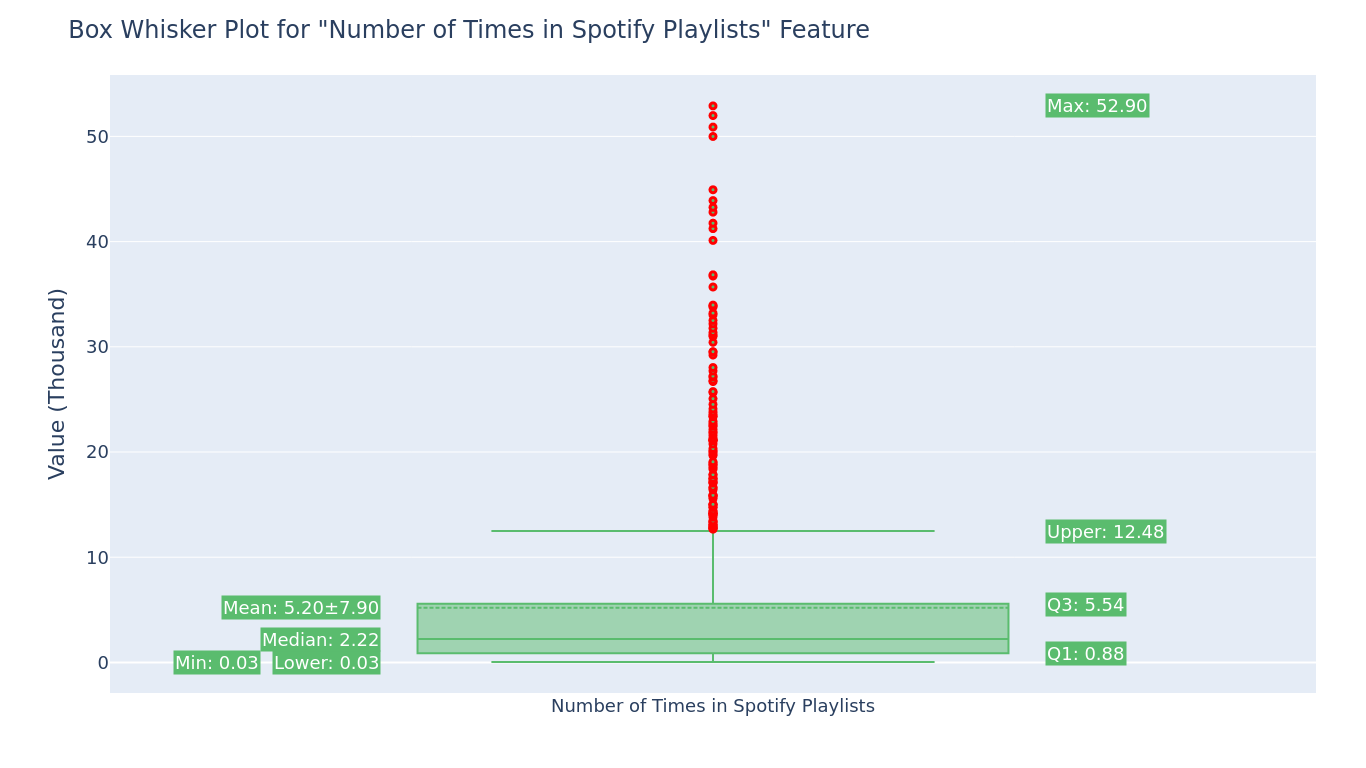 Box Whisker Plot for "Number of Times in Spotify Playlists" Feature
Value (Thousand)
50
40
30
20
10
0
Max: 52.90
Upper: 12.48
Q3: 5.54
Q1: 0.88
Mean: 5.20±7.90
Median: 2.22
Min: 0.03
Lower: 0.03
Number of Times in Spotify Playlists